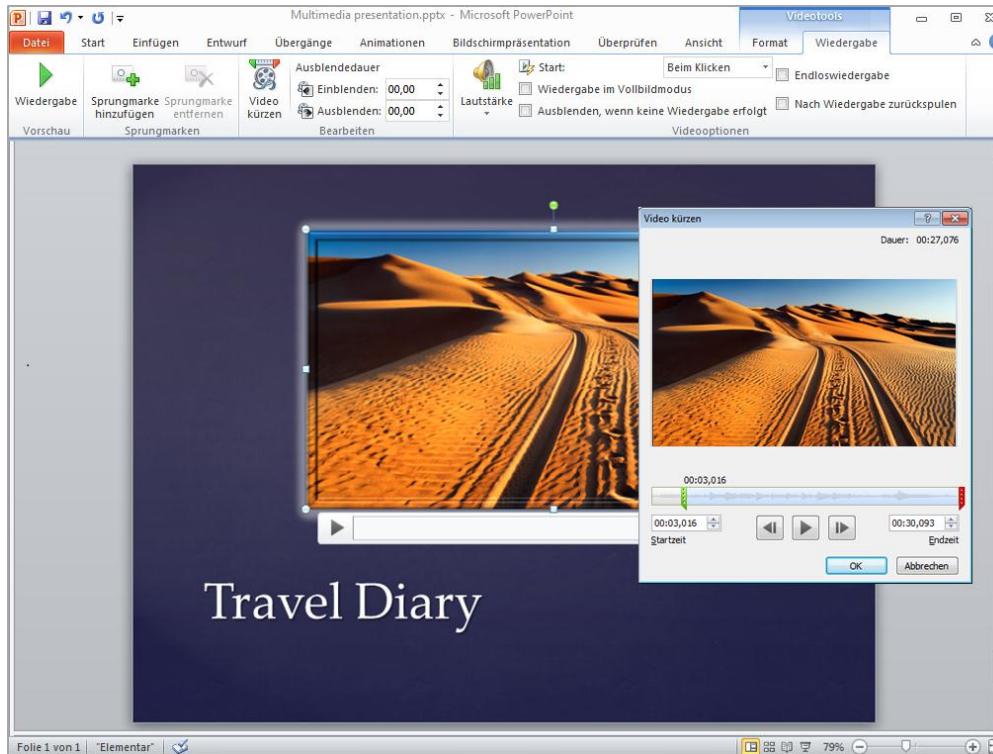 Multimedia presentation.pptx - Microsoft PowerPoint
Videotools
Datei Start Einfügen Entwurf Übergänge Animationen Bildschirmpräsentation Überprüfen Ansicht Format Wiedergabe
Wiedergabe
Vorschau
Sprungmarke hinzufügen
Sprungmarke entfernen
Sprungmarken
Video kürzen
Ausblendedauer
Einblenden: 00,00
Ausblenden: 00,00
Bearbeiten
Lautstärke
Start: Beim Klicken
Wiedergabe im Vollbildmodus
Ausblenden, wenn keine Wiedergabe erfolgt
Endloswiedergabe
Nach Wiedergabe zurückspulen
Videooptionen
Video kürzen
Dauer: 00:27,076
00:03,016
00:03,016
Startzeit
00:30,093
Endzeit
OK
Abbrechen
Travel Diary
Folie 1 von 1 "Elementar" 79%